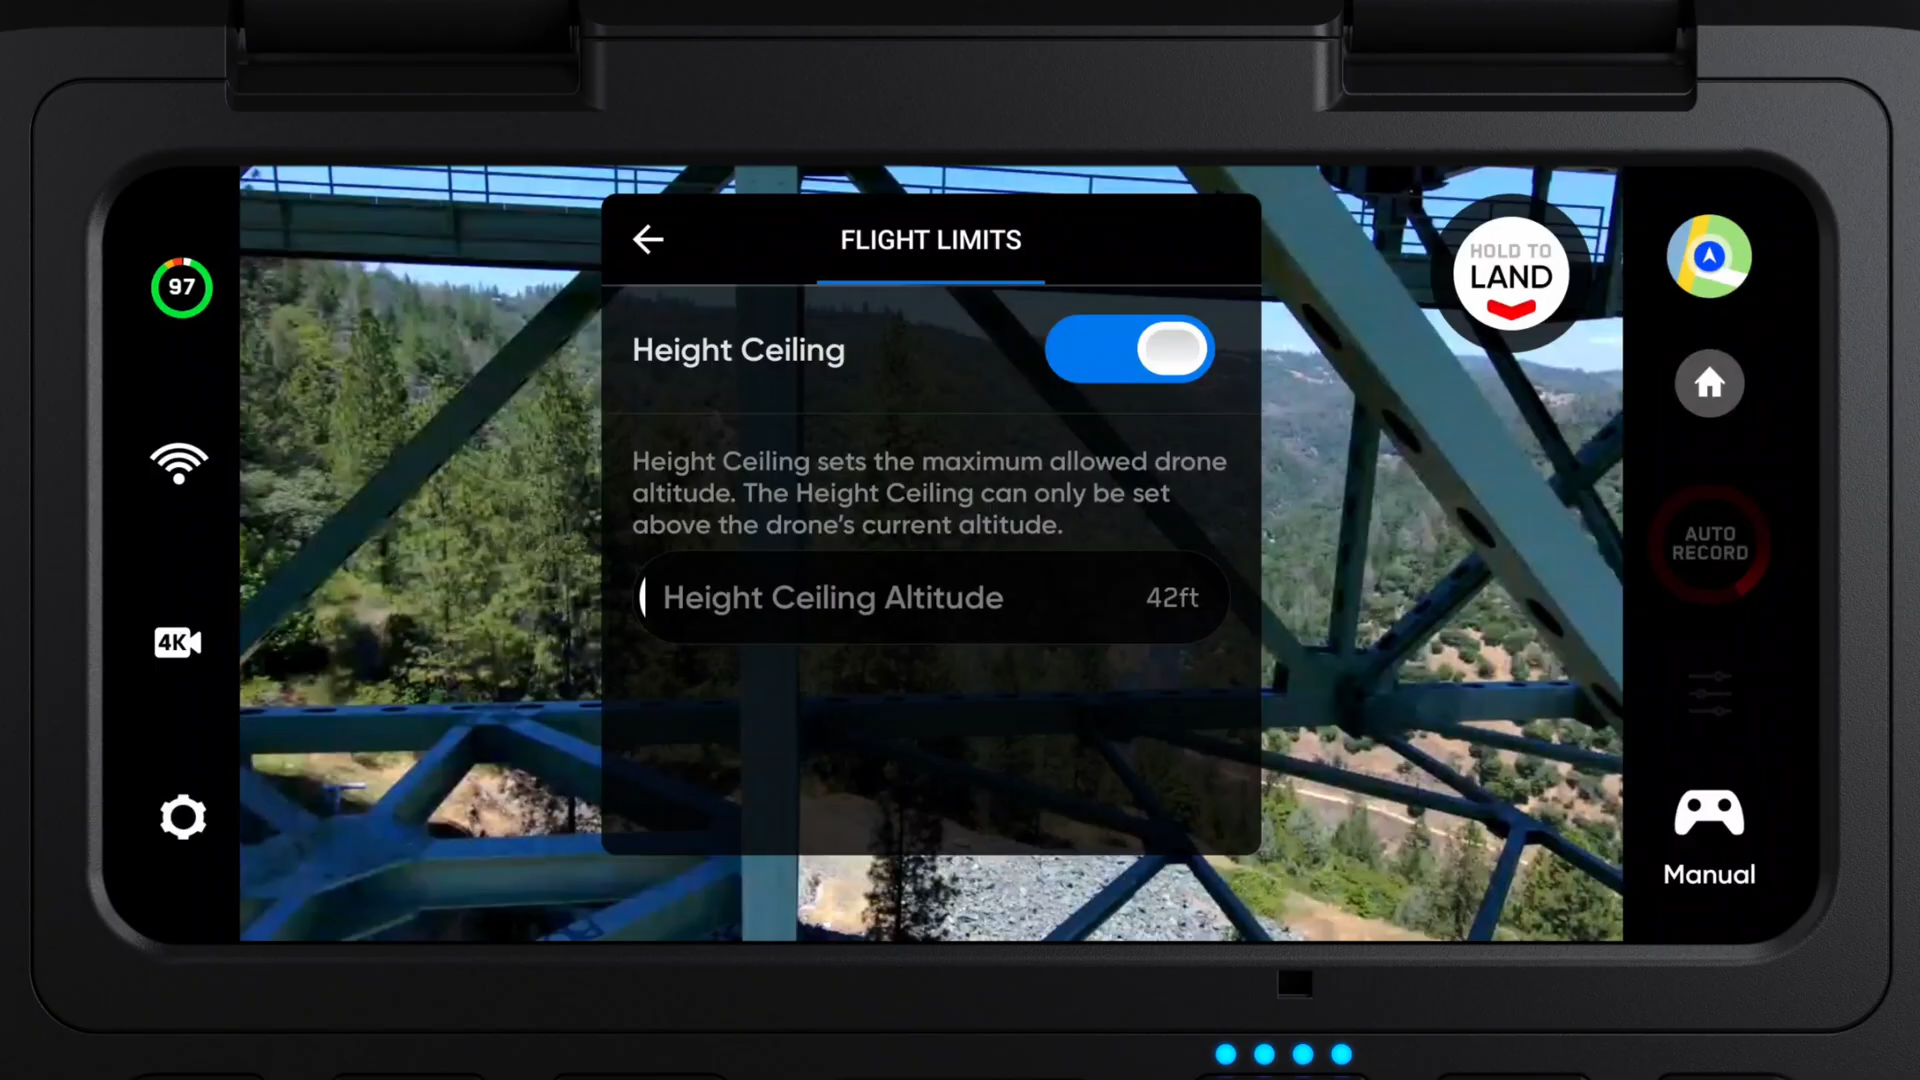 FLIGHT LIMITS
HOLD TO
LAND
97
Height Ceiling
Height Ceiling sets the maximum allowed drone
altitude. The Height Ceiling can only be set
above the drone’s current altitude.
AUTO
RECORD
Height Ceiling Altitude 42ft
4K
Manual